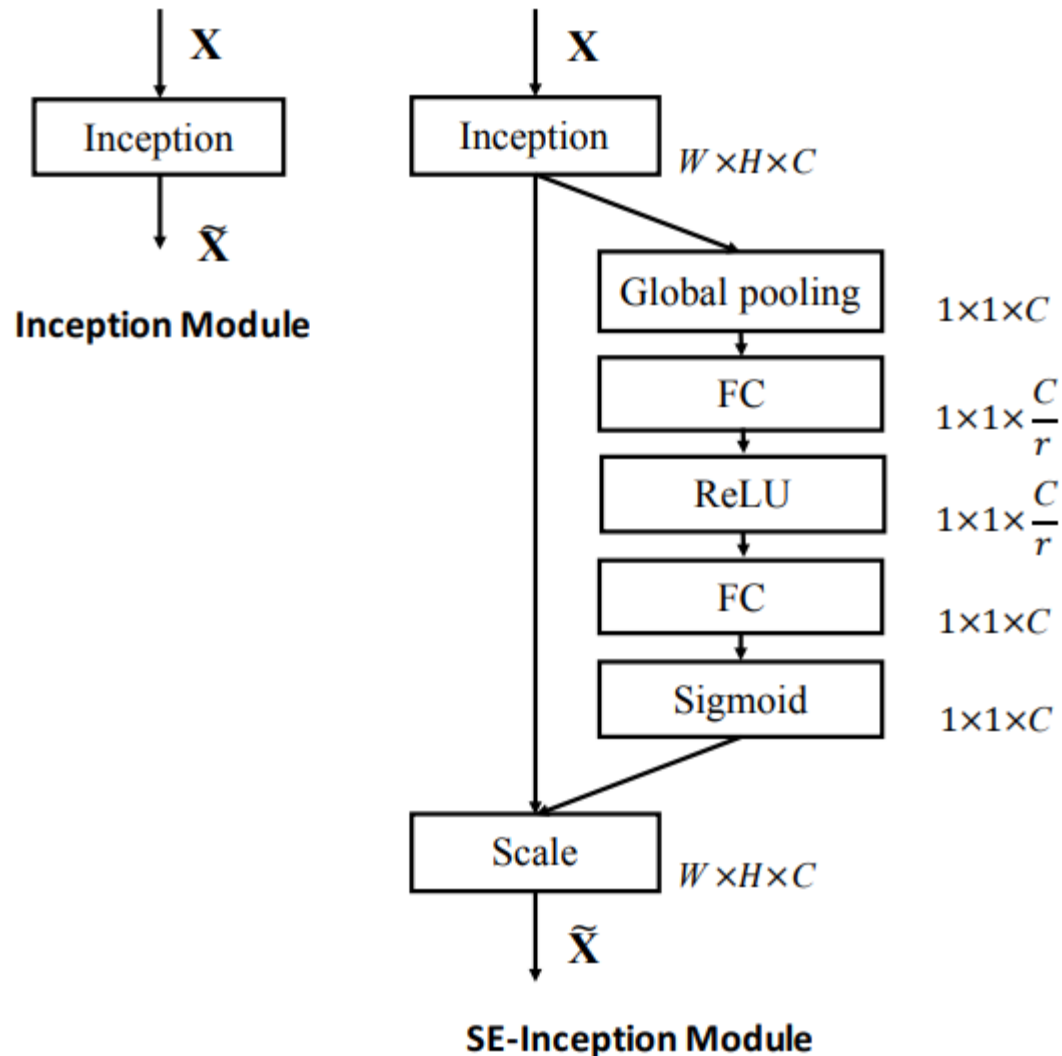 X
Inception
X̃
Inception Module
X
Inception
W×H×C
Global pooling
1×1×C
FC
1×1×C/r
ReLU
1×1×C/r
FC
1×1×C
Sigmoid
1×1×C
Scale
W×H×C
X̃
SE-Inception Module